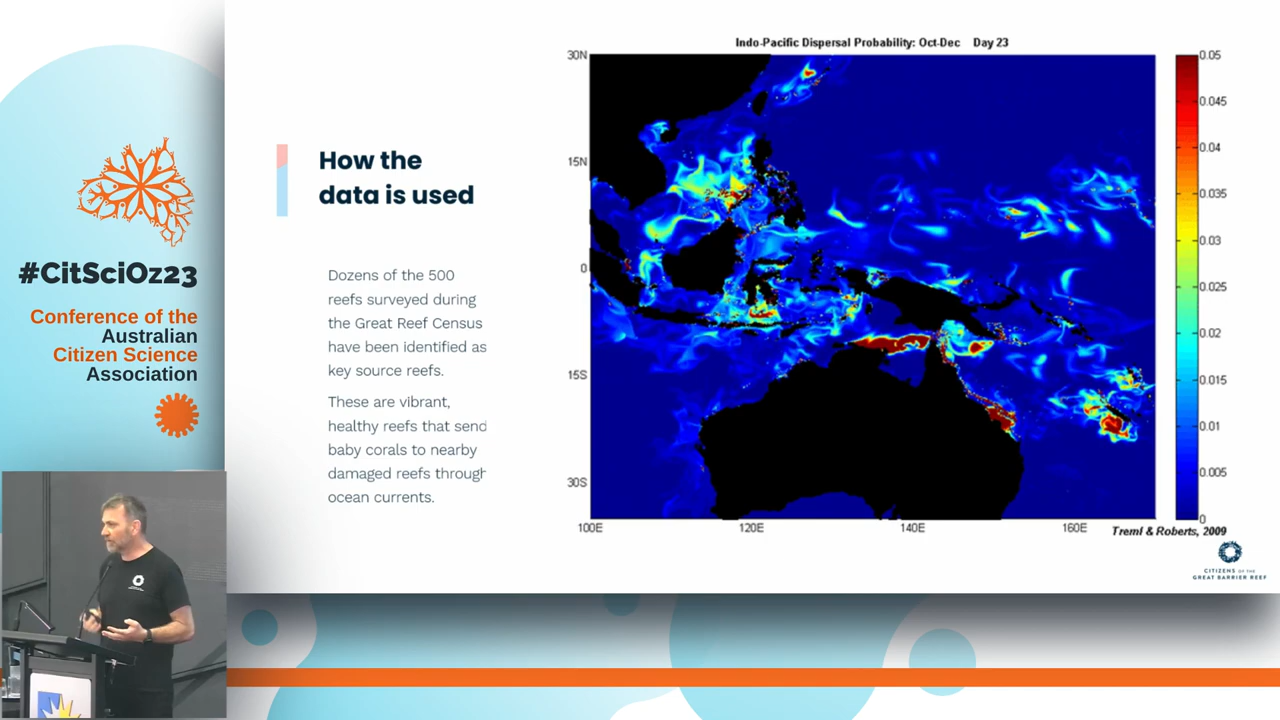 #CitSciOz23
Conference of the
Australian
Citizen Science
Association
How the
data is used
Dozens of the 500
reefs surveyed during
the Great Reef Census
have been identified as
key source reefs.
These are vibrant,
healthy reefs that send
baby corals to nearby
damaged reefs through
ocean currents.
Indo-Pacific Dispersal Probability: Oct-Dec Day 23
30N
15N
0
15S
30S
100E
120E
140E
160E
0.05
0.045
0.04
0.035
0.03
0.025
0.02
0.015
0.01
0.005
0
Treml & Roberts, 2009
CITIZENS OF THE
GREAT BARRIER REEF